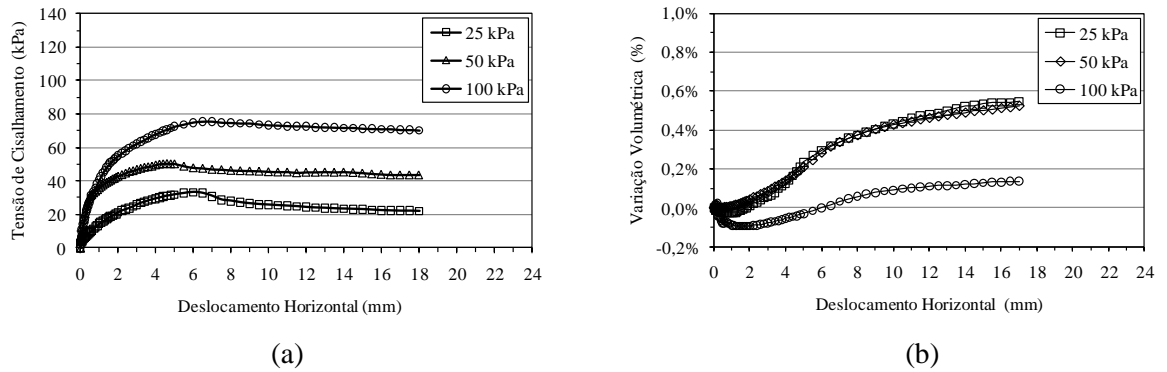 Tensão de Cisalhamento (kPa)
140
120
100
80
60
40
20
0
0 2 4 6 8 10 12 14 16 18 20 22 24
Deslocamento Horizontal (mm)
25 kPa
50 kPa
100 kPa
(a)
Variação Volumétrica (%)
1,0%
0,8%
0,6%
0,4%
0,2%
0,0%
-0,2%
0 2 4 6 8 10 12 14 16 18 20 22 24
Deslocamento Horizontal (mm)
25 kPa
50 kPa
100 kPa
(b)